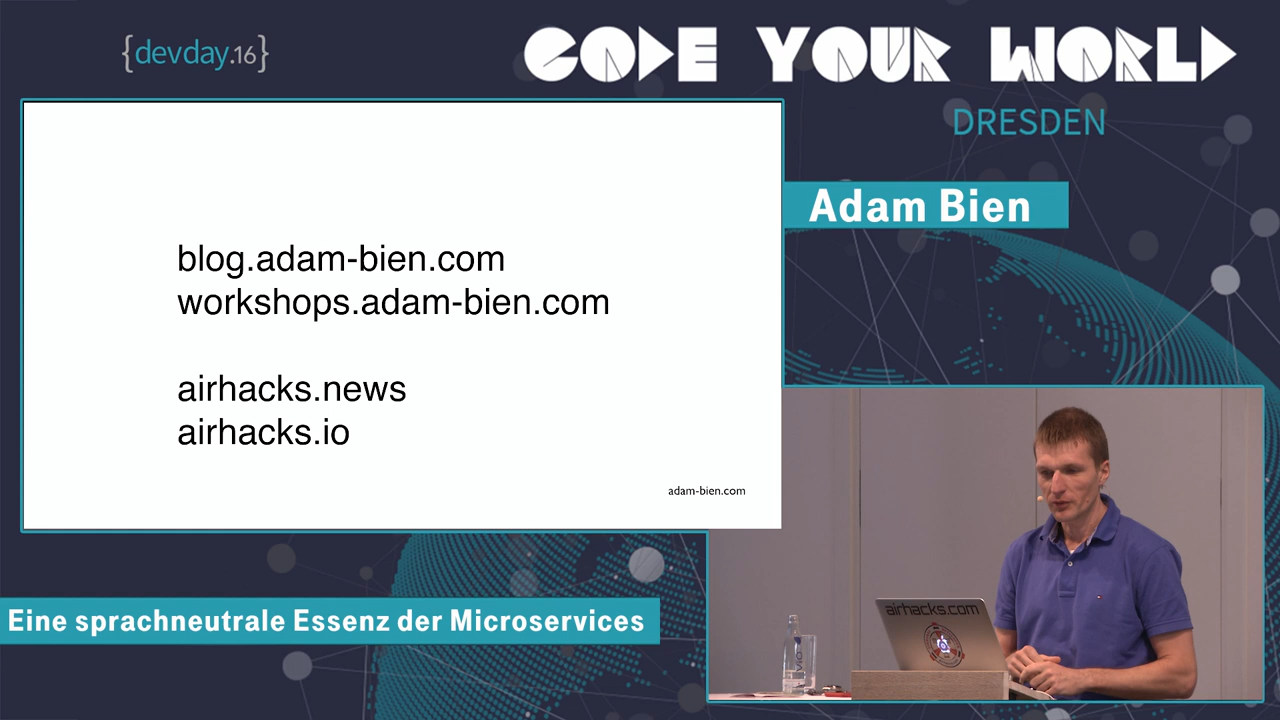 {devday.16}
CODE YOUR WORLD
DRESDEN
Adam Bien
blog.adam-bien.com
workshops.adam-bien.com
airhacks.news
airhacks.io
adam-bien.com
Eine sprachneutrale Essenz der Microservices
airhacks.com